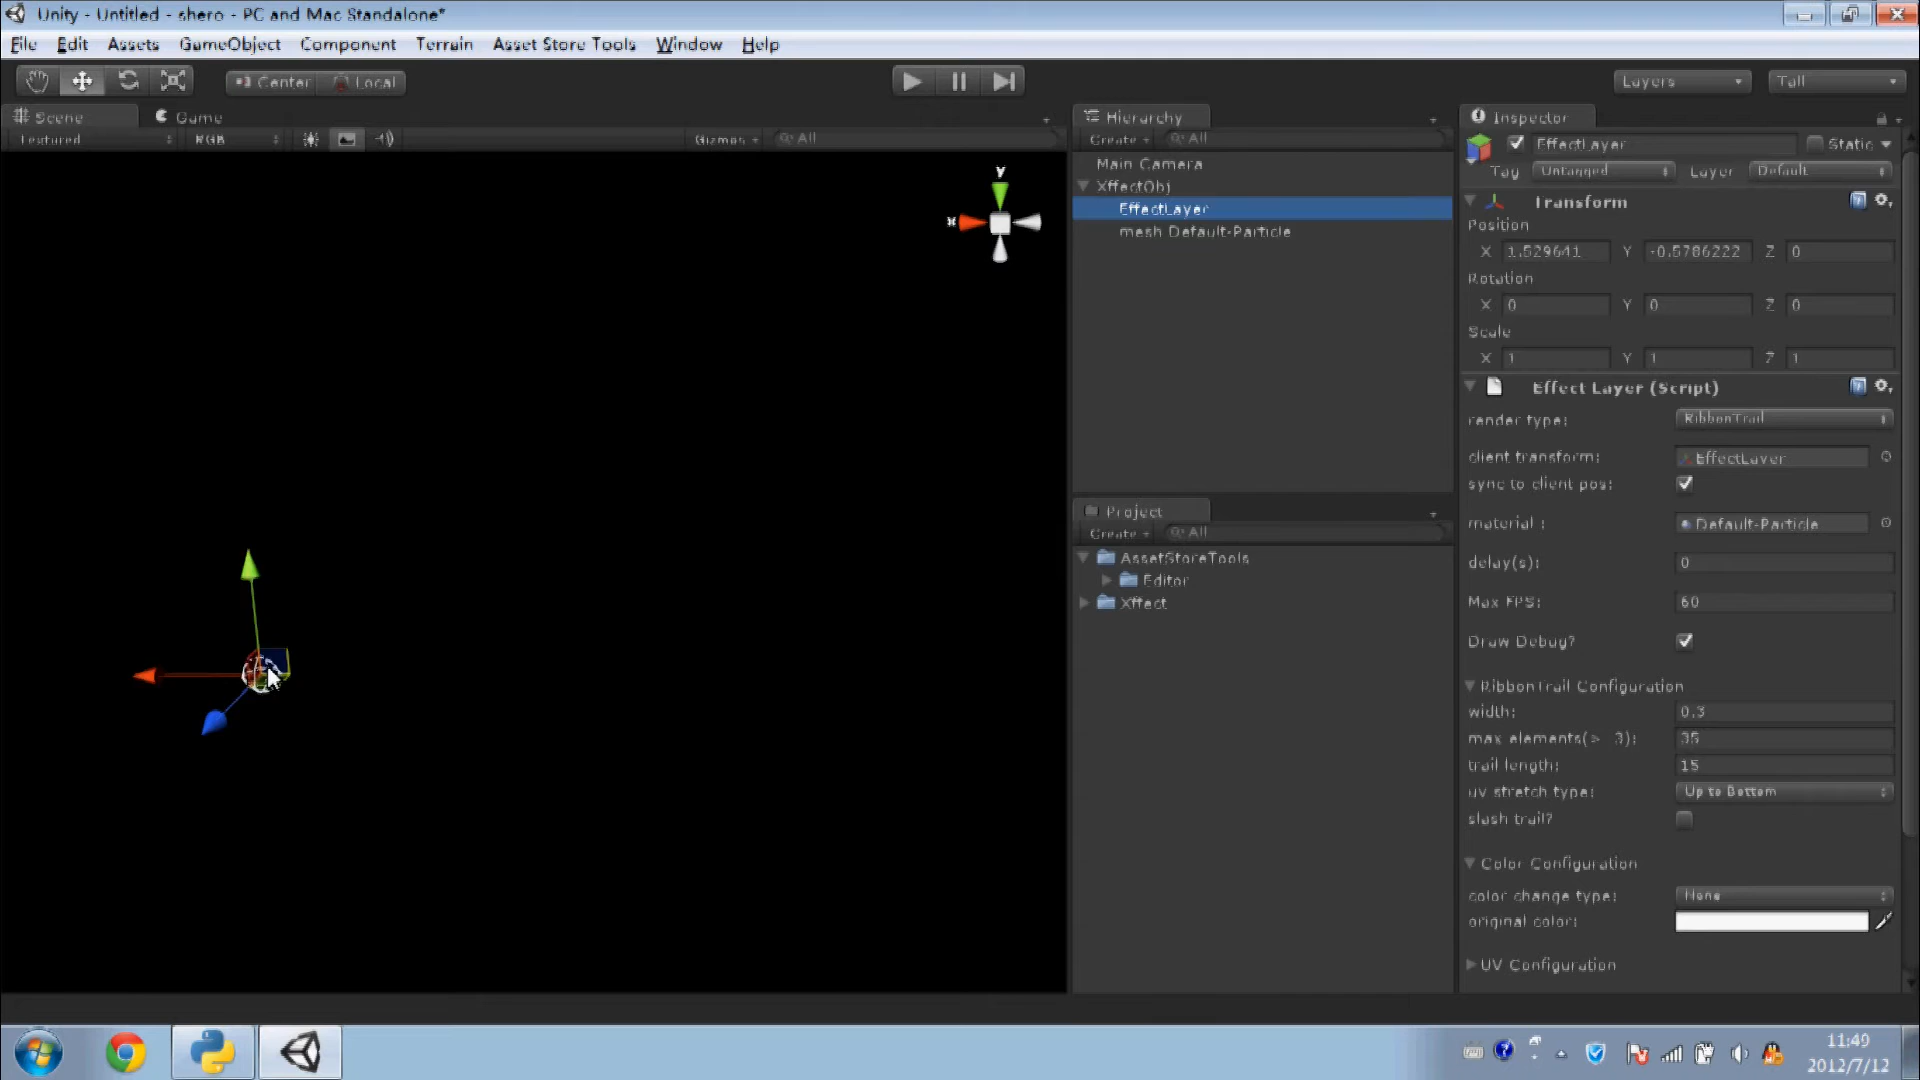 Unity - Untitled - shero - PC and Mac Standalone*
File Edit Assets GameObject Component Terrain Asset Store Tools Window Help
Center Local Layers Tall
Scene Game
Textured RGB Gizmos All
y
x
Hierarchy
Create All
Main Camera
XffectObj
EffectLayer
mesh Default-Particle
Project
Create All
AssetStoreTools
Editor
Xffect
Inspector
EffectLayer Static
Tag Untagged Layer Default
Transform
Position
X 1.529641 Y -0.5786222 Z 0
Rotation
X 0 Y 0 Z 0
Scale
X 1 Y 1 Z 1
Effect Layer (Script)
render type: RibbonTrail
client transform: EffectLayer
sync to client pos:
material : Default-Particle
delay(s): 0
Max FPS: 60
Draw Debug?
RibbonTrail Configuration
width: 0.3
max elements(> 3): 35
trail length: 15
uv stretch type: Up to Bottom
slash trail?
Color Configuration
color change type: None
original color:
UV Configuration
11:49
2012/7/12